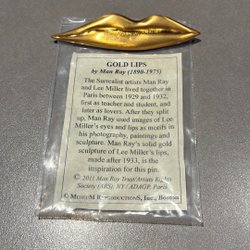 GOLD LIPS
by Man Ray (1890-1975)
The Surrealist artists Man Ray
and Lee Miller lived together in
Paris between 1929 and 1932,
first as teacher and student, and
later as lovers. After they split
up, Man Ray used images of Lee
Miller's eyes and lips as motifs in
his photography, paintings and
sculpture. Man Ray's solid gold
sculpture of Lee Miller's lips,
made after 1933, is the
inspiration for this pin.
© 2011 Man Ray Trust/Artists Rights
Society (ARS), NY / ADAGP, Paris
© MUSEUM REPRODUCTIONS, INC., Boston